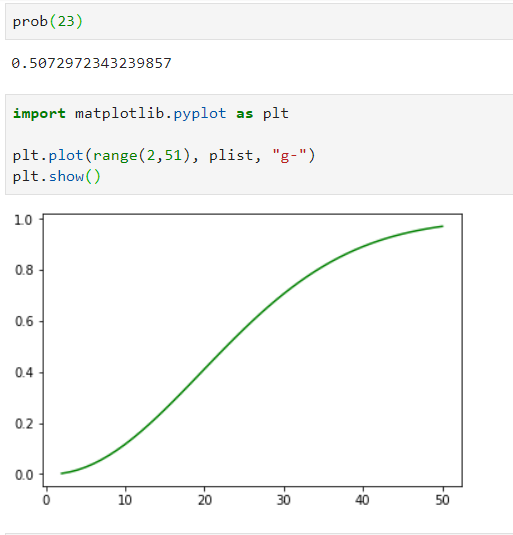 prob(23)
0.5072972343239857
import matplotlib.pyplot as plt
plt.plot(range(2,51), plist, "g-")
plt.show()
1.0
0.8
0.6
0.4
0.2
0.0
0 10 20 30 40 50